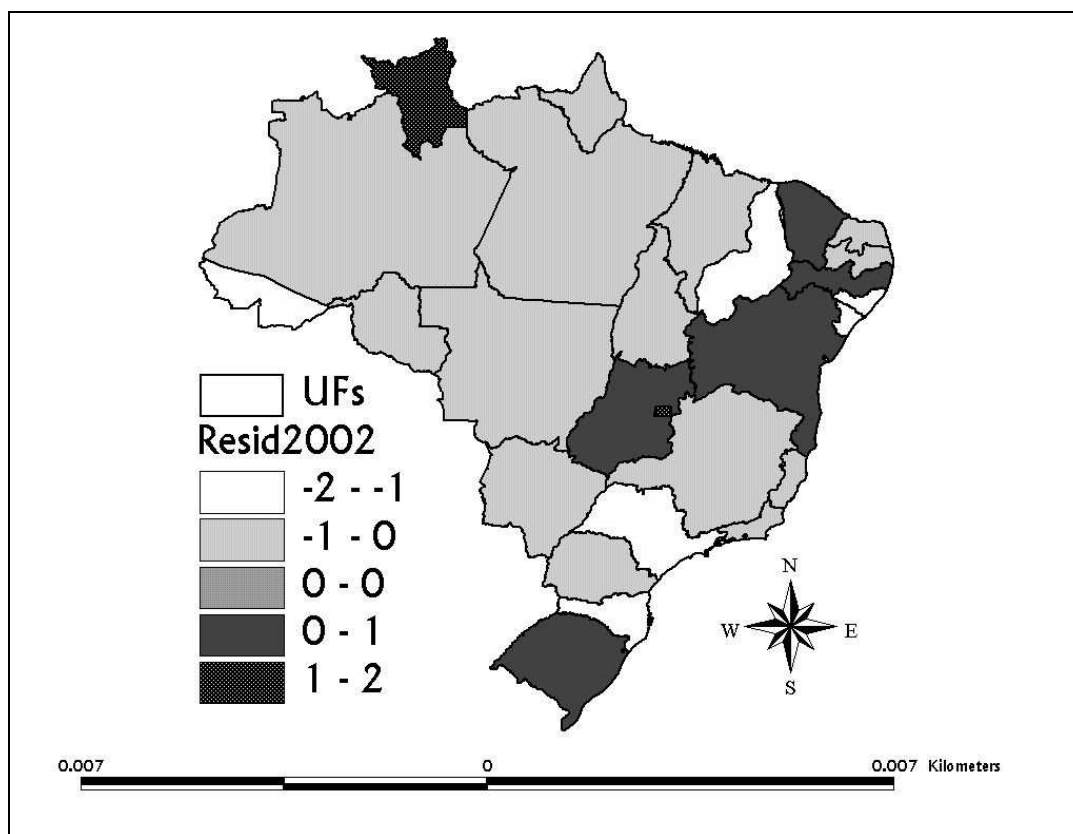 UFs
Resid2002
-2 - -1
-1 - 0
0 - 0
0 - 1
1 - 2
N
W E
S
0.007 0 0.007 Kilometers